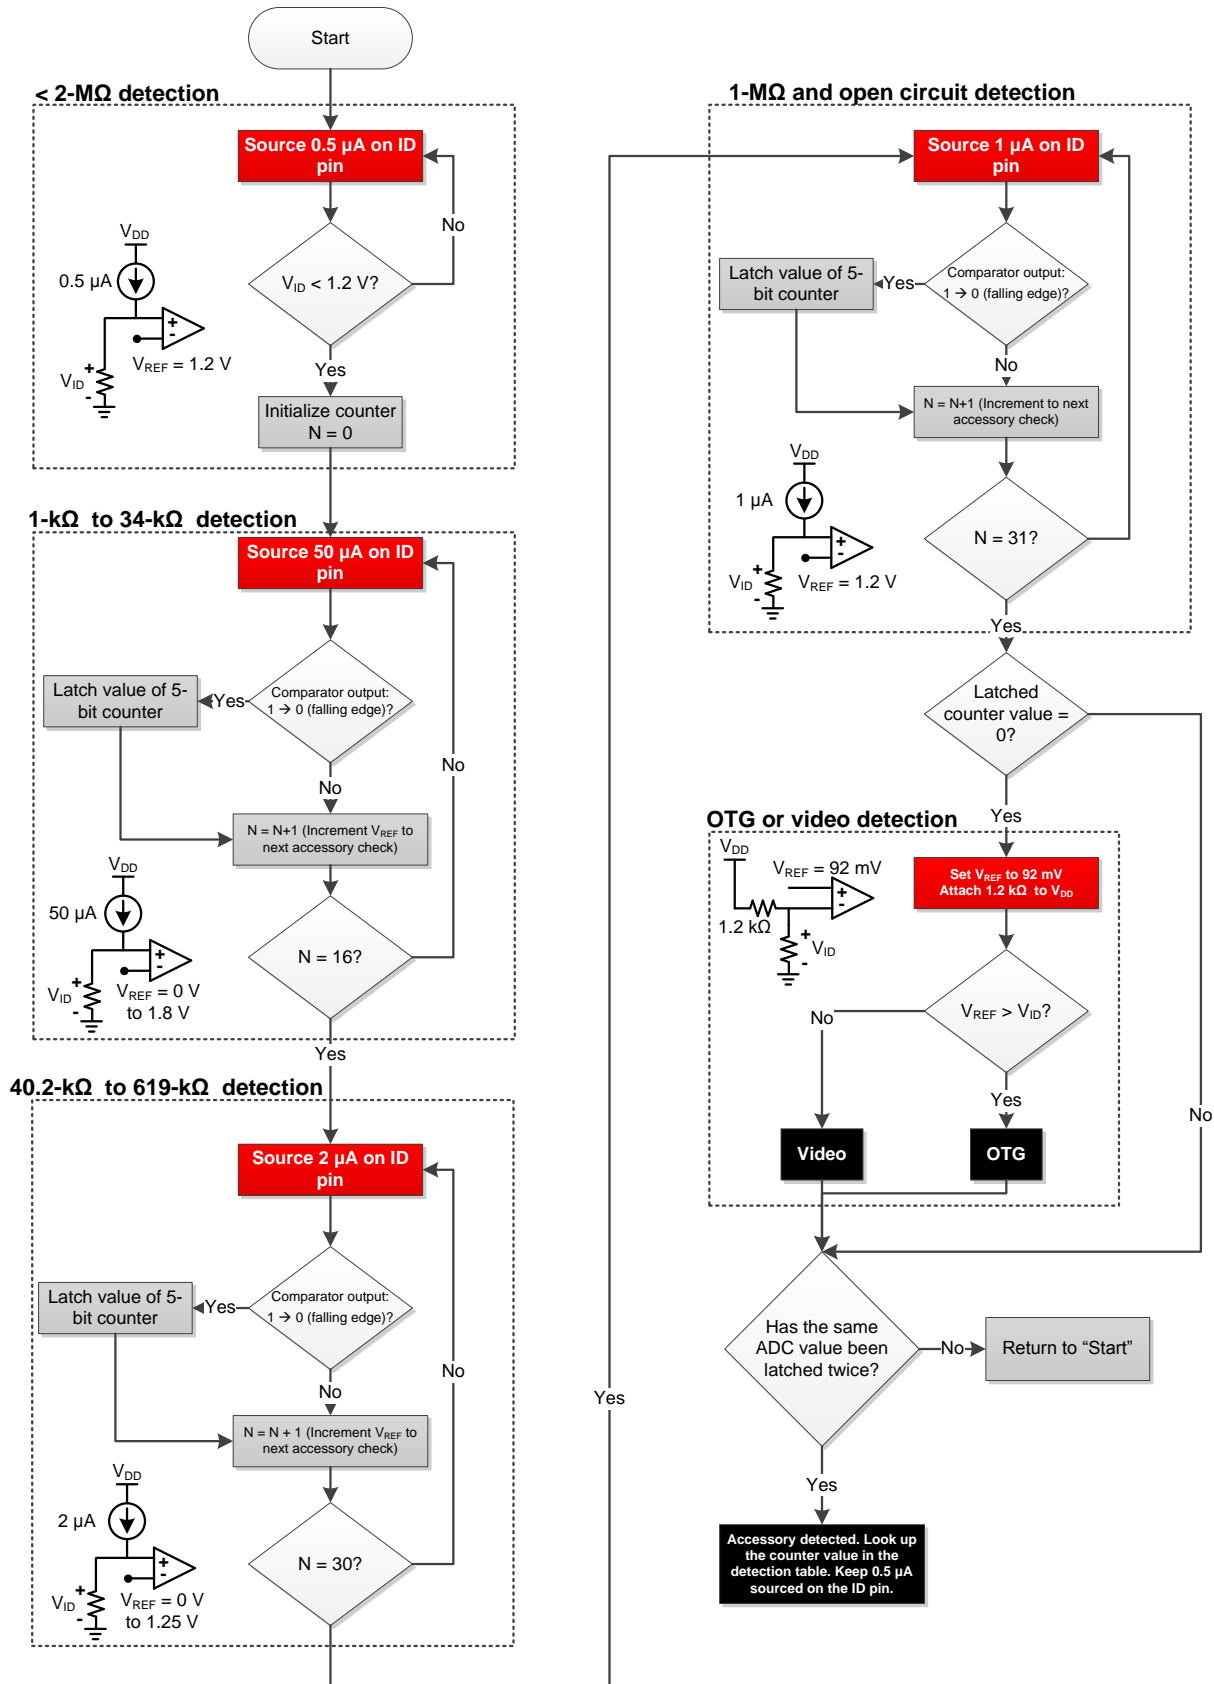 Start
< 2-MΩ detection
Source 0.5 µA on ID
pin
No
VDD
0.5 µA
VID < 1.2 V?
+
-
VREF = 1.2 V
+
VID
-
Yes
Initialize counter
N = 0
1-kΩ to 34-kΩ detection
Source 50 µA on ID
pin
Comparator output:
1 → 0 (falling edge)?
Yes
Latch value of 5-
bit counter
No
No
N = N+1 (Increment VREF to
next accessory check)
VDD
50 µA
+
-
N = 16?
+
VID
-
VREF = 0 V
to 1.8 V
Yes
40.2-kΩ to 619-kΩ detection
Source 2 µA on ID
pin
Comparator output:
1 → 0 (falling edge)?
Yes
Latch value of 5-
bit counter
No
No
N = N + 1 (Increment VREF to
next accessory check)
VDD
2 µA
+
-
N = 30?
+
VID
-
VREF = 0 V
to 1.25 V
Yes
1-MΩ and open circuit detection
Source 1 µA on ID
pin
Comparator output:
1 → 0 (falling edge)?
Yes
Latch value of 5-
bit counter
No
N = N+1 (Increment to next
accessory check)
VDD
1 µA
+
-
N = 31?
+
VID
-
VREF = 1.2 V
Yes
Latched
counter value =
0?
Yes
No
OTG or video detection
VDD
VREF = 92 mV
+
-
1.2 kΩ
+
VID
-
Set VREF to 92 mV
Attach 1.2 kΩ to VDD
VREF > VID?
No
Yes
Video
OTG
Has the same
ADC value been
latched twice?
No
Return to “Start”
Yes
Accessory detected. Look up
the counter value in the
detection table. Keep 0.5 µA
sourced on the ID pin.